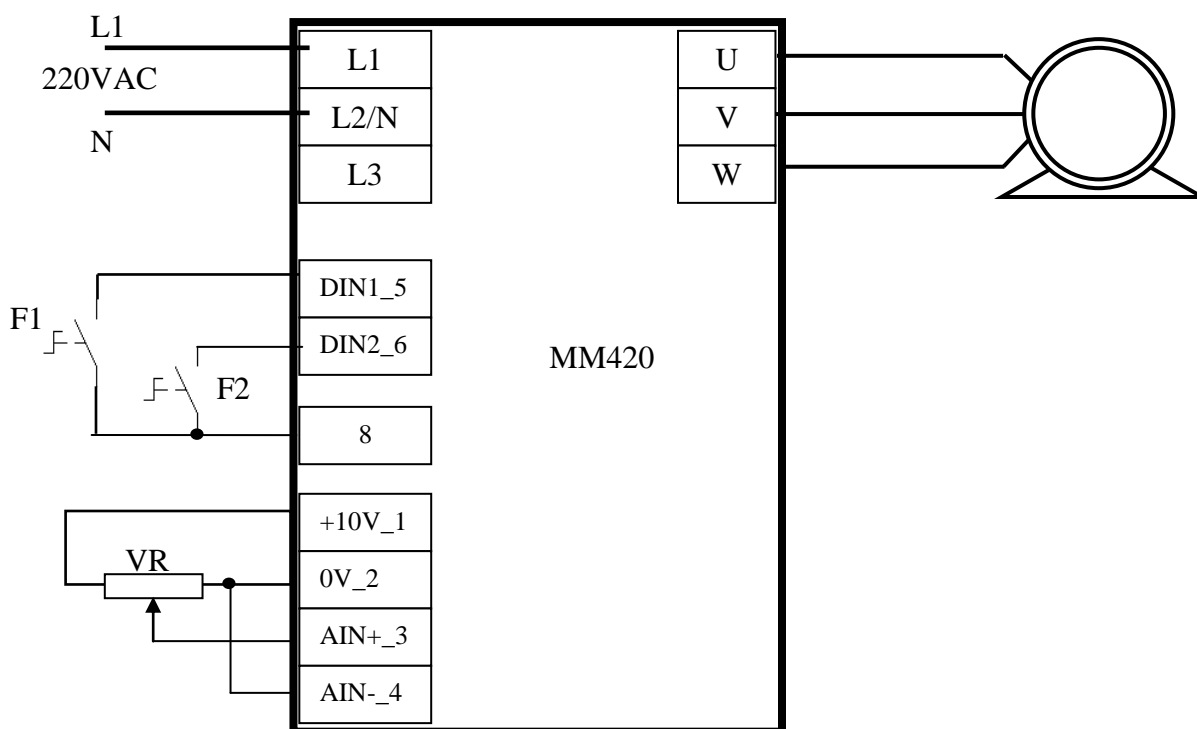 L1
220VAC
N
L1
L2/N
L3
U
V
W
F1
F2
DIN1_5
DIN2_6
8
MM420
VR
+10V_1
0V_2
AIN+_3
AIN-_4